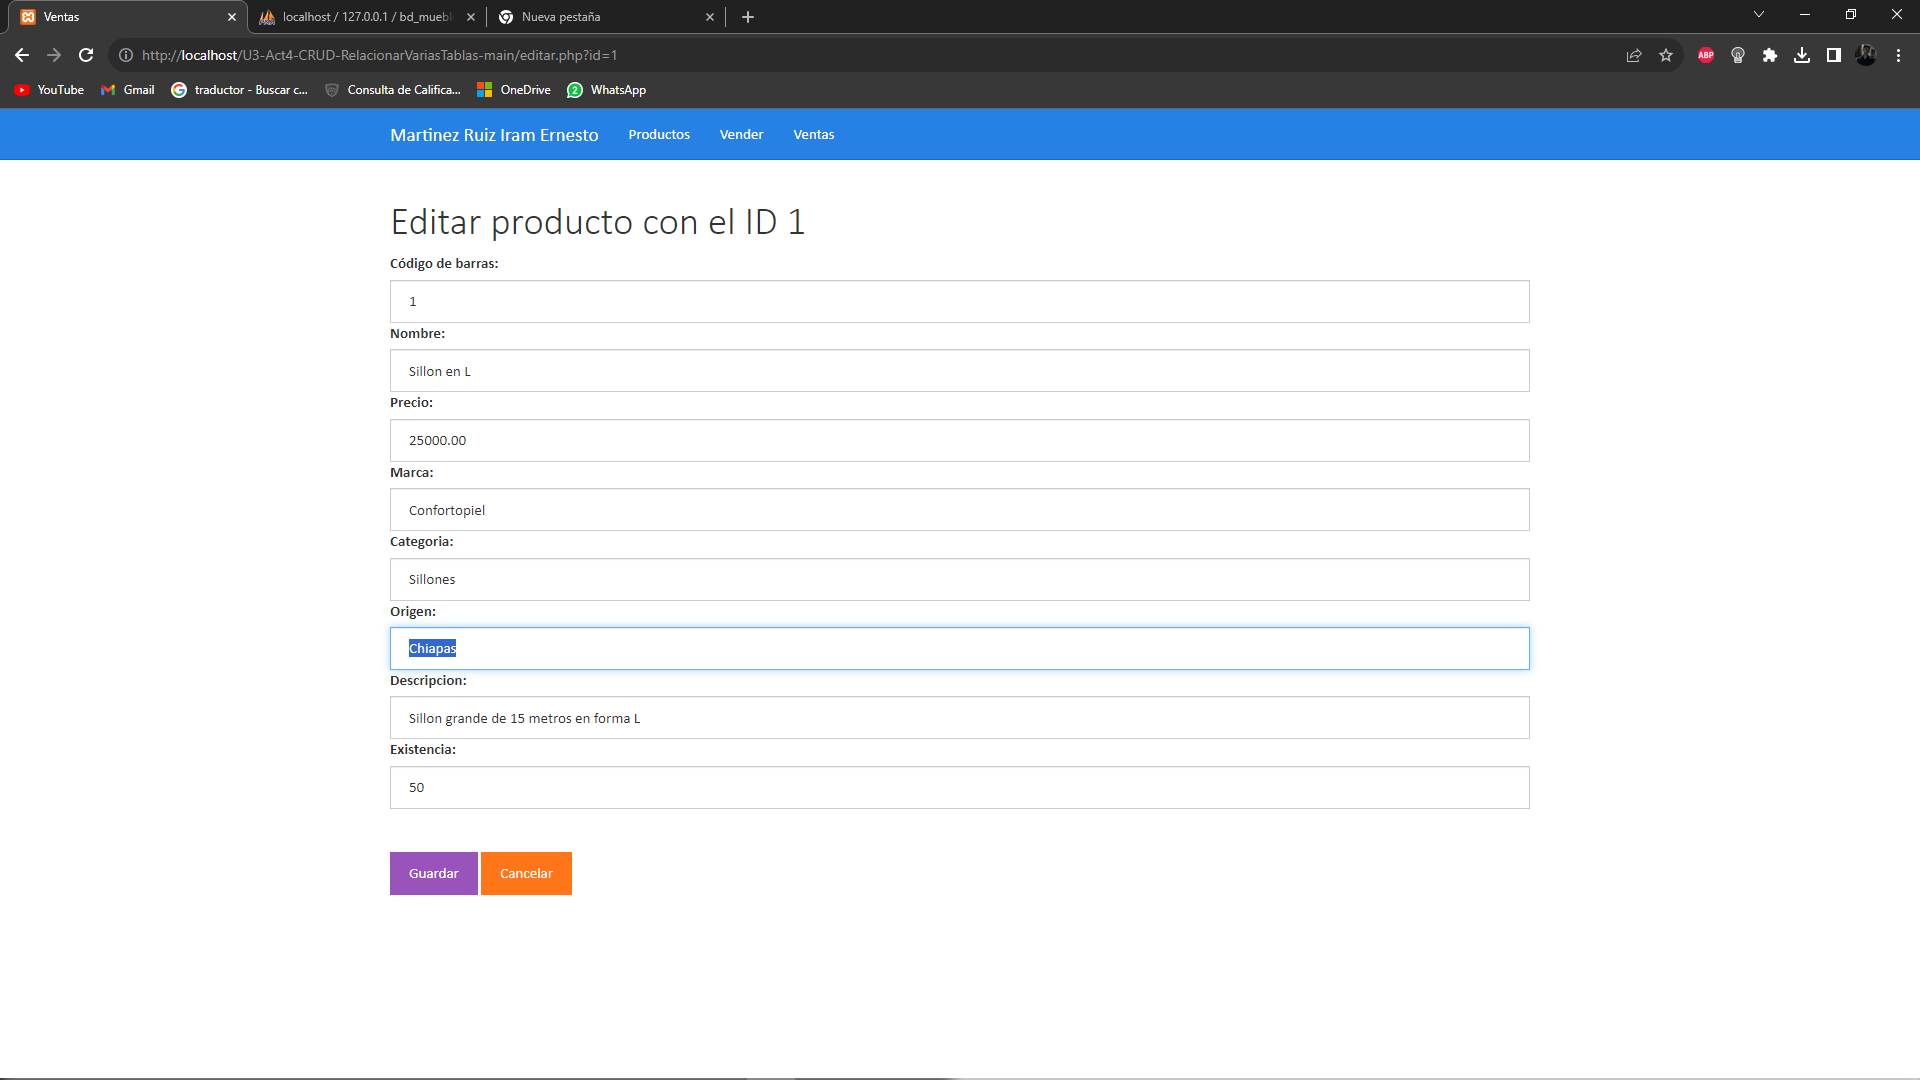 Ventas
localhost / 127.0.0.1 / bd_muebl
Nueva pestaña
http://localhost/U3-Act4-CRUD-RelacionarVariasTablas-main/editar.php?id=1
ABP
YouTube
Gmail
traductor - Buscar c...
Consulta de Califica...
OneDrive
2
WhatsApp
Martinez Ruiz Iram Ernesto
Productos
Vender
Ventas
Editar producto con el ID 1
Código de barras:
1
Nombre:
Sillon en L
Precio:
25000.00
Marca:
Confortopiel
Categoria:
Sillones
Origen:
Chiapas
Descripcion:
Sillon grande de 15 metros en forma L
Existencia:
50
Guardar
Cancelar